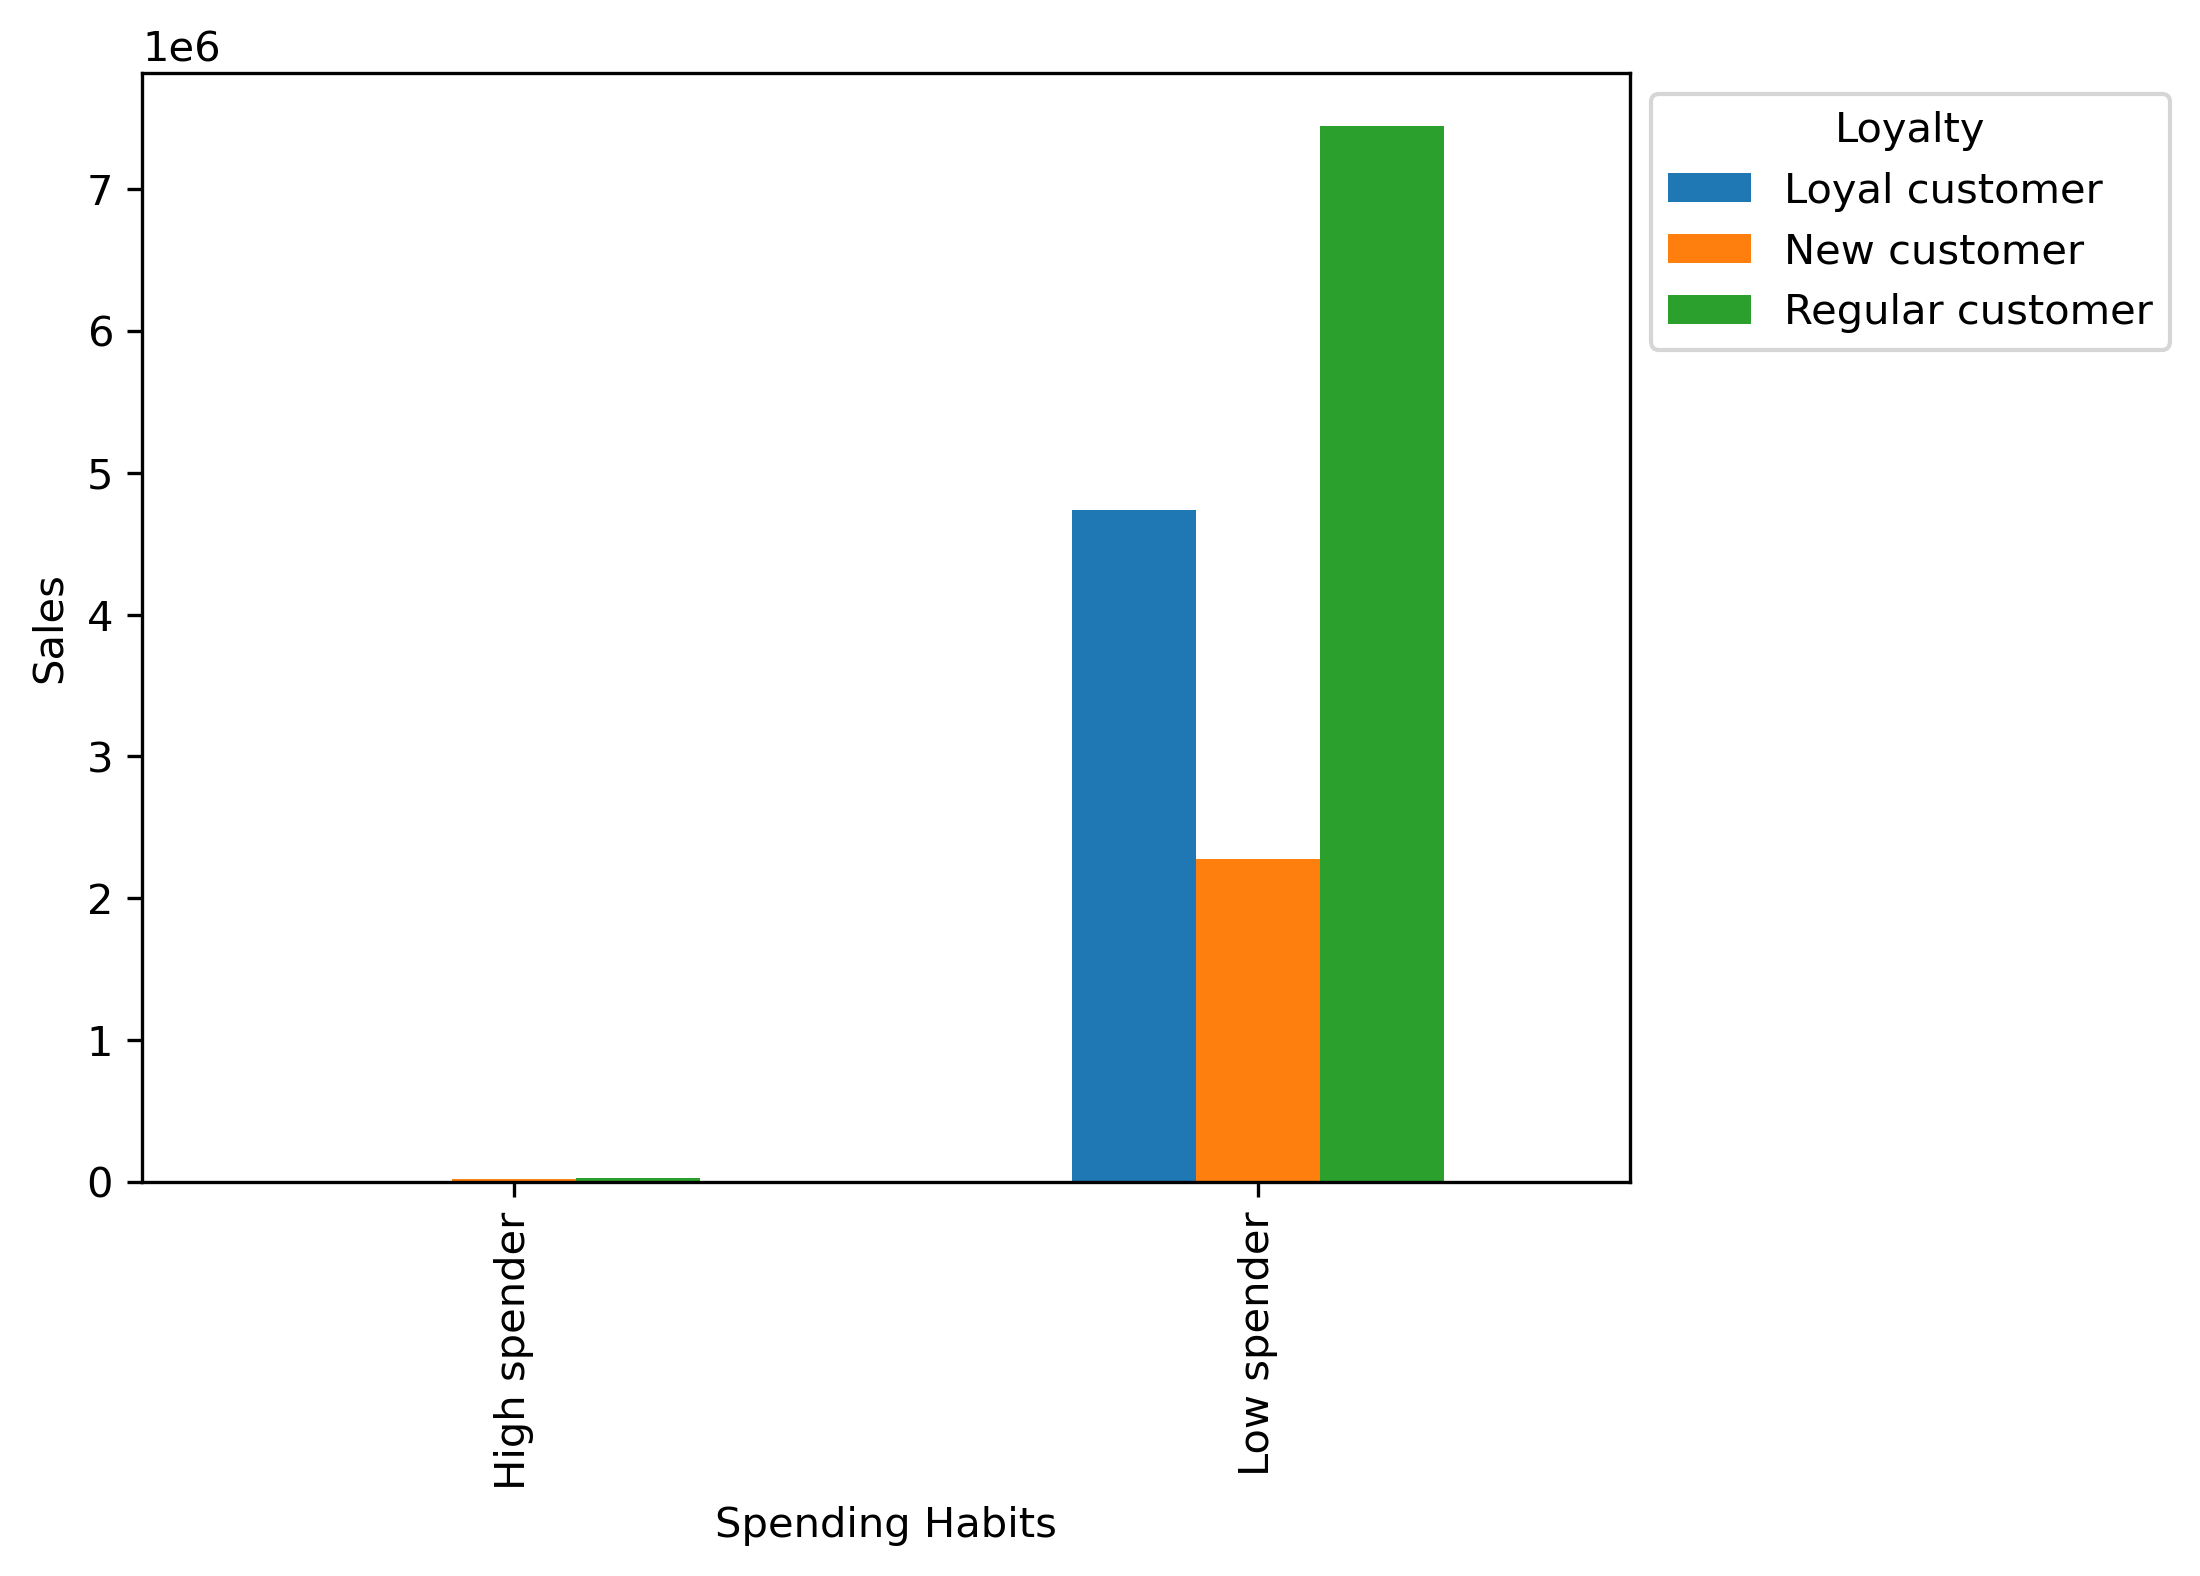 1e6
7
6
5
4
3
2
1
0
Sales
High spender
Low spender
Spending Habits
Loyalty
Loyal customer
New customer
Regular customer